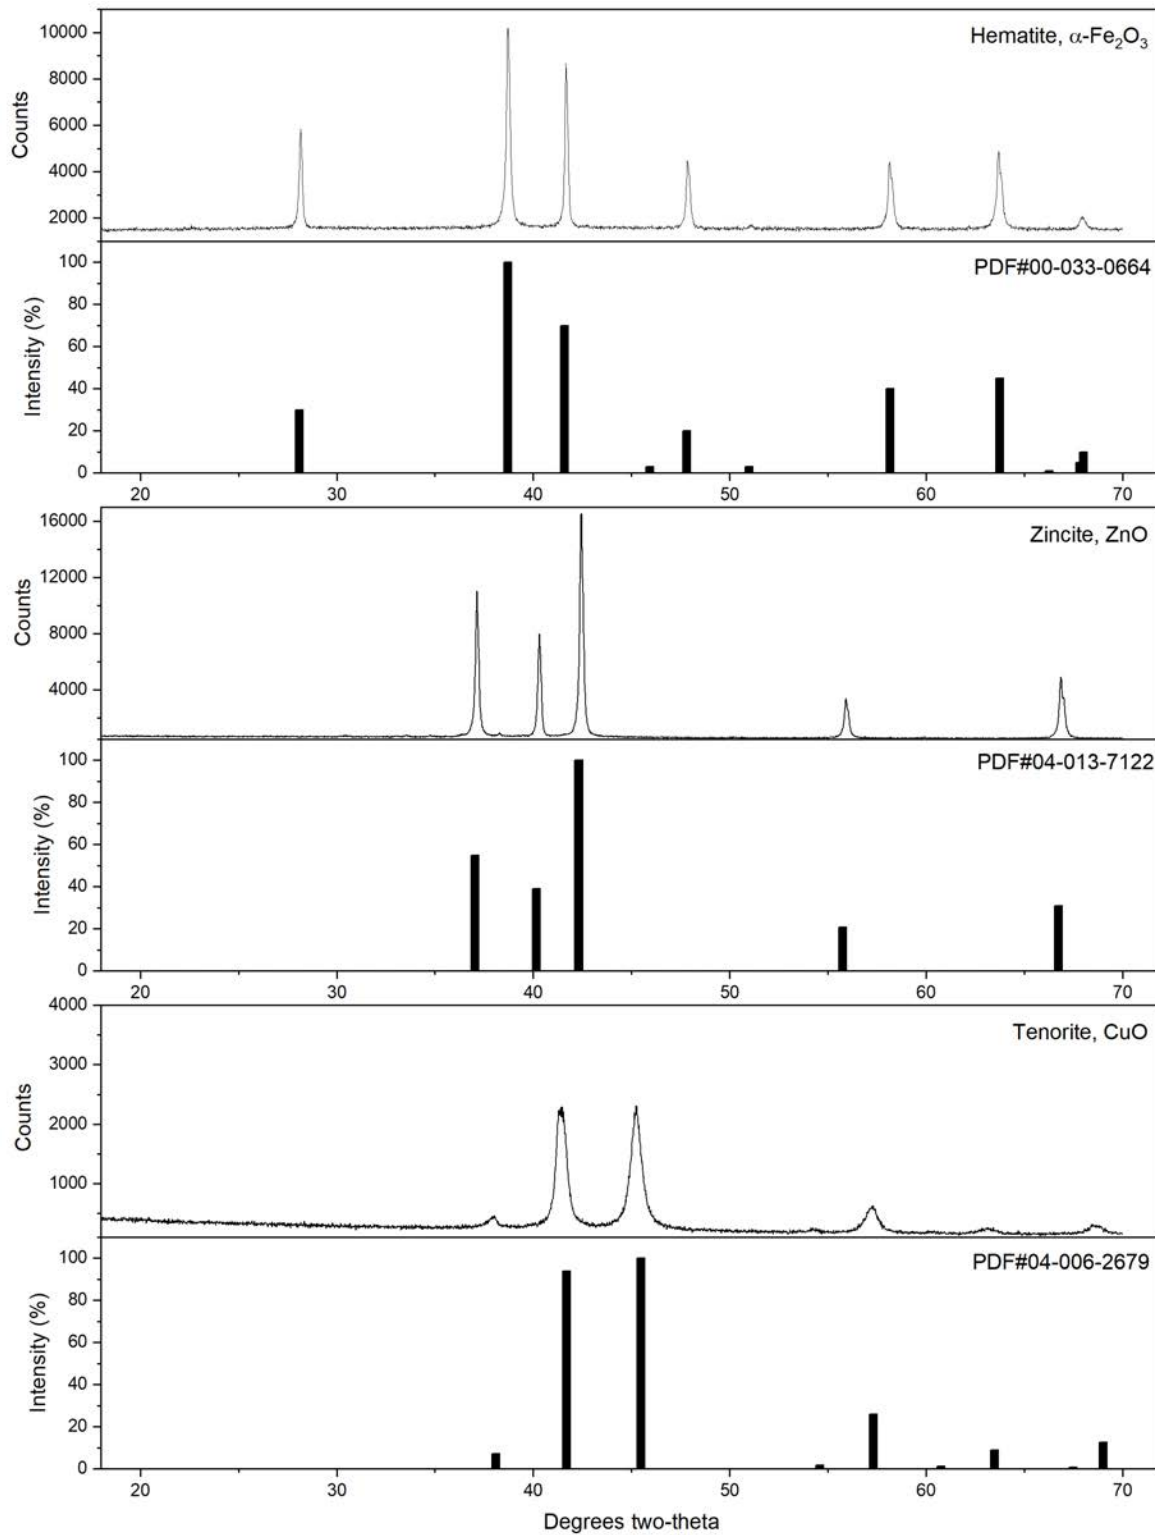 Hematite, α-Fe₂O₃
Counts
10000
8000
6000
4000
2000
PDF#00-033-0664
Intensity (%)
100
80
60
40
20
0
20 30 40 50 60 70
Zincite, ZnO
Counts
16000
12000
8000
4000
PDF#04-013-7122
Intensity (%)
100
80
60
40
20
0
20 30 40 50 60 70
Tenorite, CuO
Counts
4000
3000
2000
1000
PDF#04-006-2679
Intensity (%)
100
80
60
40
20
0
20 30 40 50 60 70
Degrees two-theta